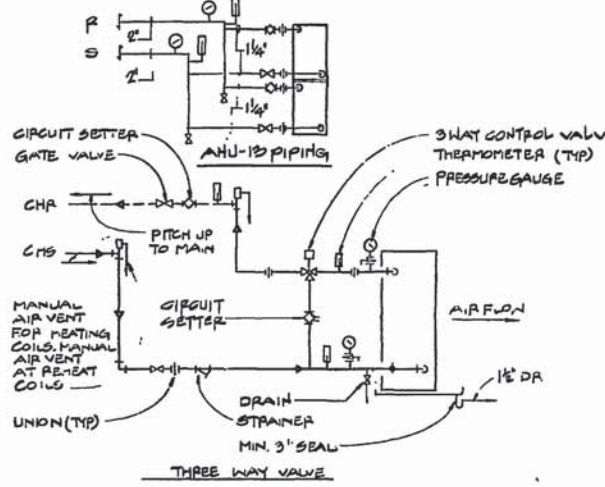 R
2"
S
2"
1¼"
1¼"
AHU-13 PIPING
CIRCUIT SETTER
GATE VALVE
3 WAY CONTROL VALV
THERMOMETER (TYP)
PRESSURE GAUGE
CHR
PITCH UP
TO MAIN
CHS
CIRCUIT
SETTER
AIR FLOW
MANUAL
AIR VENT
FOR HEATING
COILS. MANUAL
AIR VENT
AT REHEAT
COILS
UNION (TYP)
DRAIN
STRAINER
1½" DR
MIN. 3" SEAL
THREE WAY VALVE